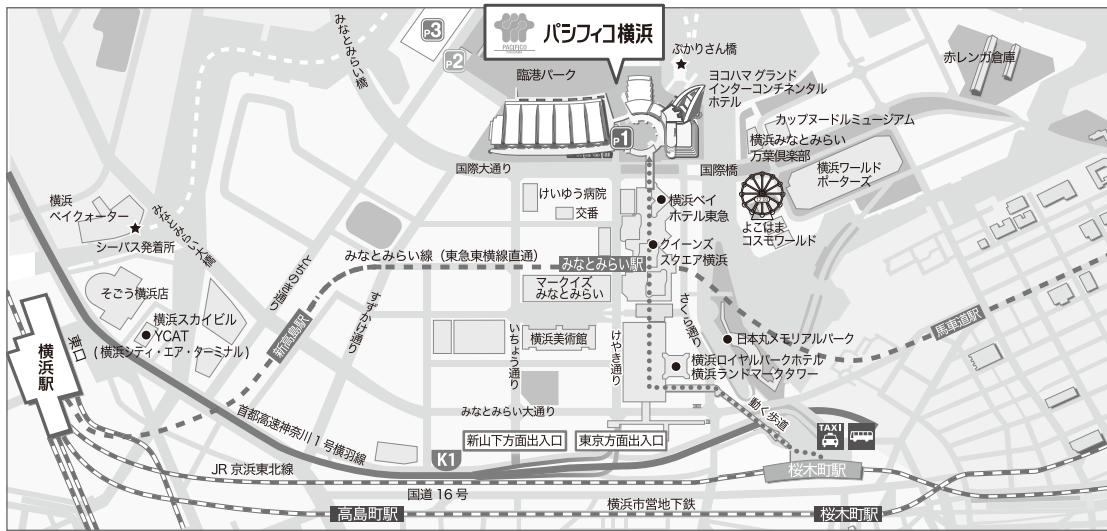 P3
P2
PACIFICO
パシフィコ横浜
みなとみらい橋
臨港パーク
ぷかりさん橋
ヨコハマ グランド
インターコンチネンタル
ホテル
赤レンガ倉庫
カップヌードルミュージアム
P1
横浜みなとみらい
万葉倶楽部
国際大通り
国際橋
横浜ワールド
ポーターズ
けいゆう病院
交番
横浜ベイ
ホテル東急
よこはま
コスモワールド
横浜
ベイクォーター
シーバス発着所
みなとみらい大橋
とちのき通り
みなとみらい線(東急東横線直通)
みなとみらい駅
クイーンズ
スクエア横浜
マークイズ
みなとみらい
そごう横浜店
横浜スカイビル
YCAT
(横浜シティ・エア・ターミナル)
新高島駅
すずかけ通り
いちょう通り
横浜美術館
けやき通り
さくら通り
日本丸メモリアルパーク
馬車道駅
横浜ロイヤルパークホテル
横浜ランドマークタワー
東口
横浜駅
みなとみらい大通り
動く歩道
首都高速神奈川1号横羽線
新山下方面出入口
東京方面出入口
TAXI
K1
JR京浜東北線
桜木町駅
国道16号
横浜市営地下鉄
高島町駅
桜木町駅